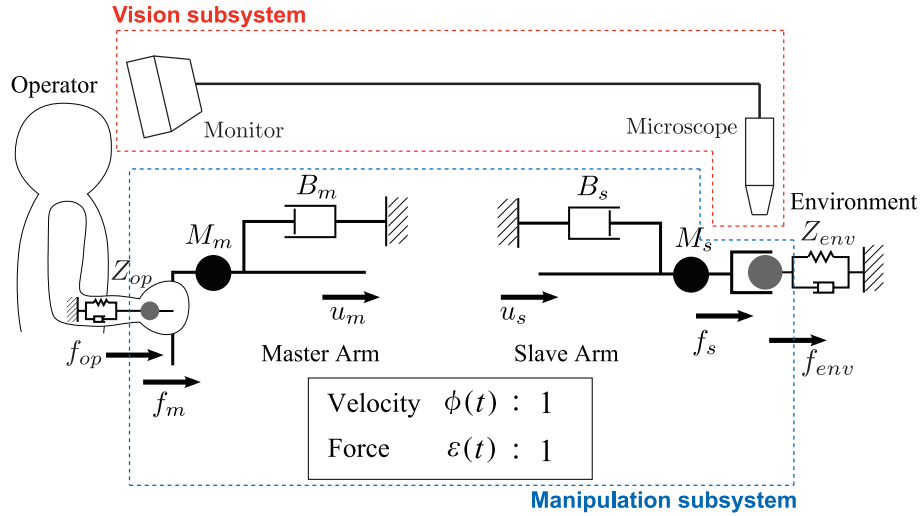 Vision subsystem
Operator
Monitor
Microscope
Environment
B_m
B_s
M_m
M_s
Z_env
Z_op
u_m
u_s
f_s
f_op
Master Arm
Slave Arm
f_env
f_m
Velocity ϕ(t) : 1
Force ε(t) : 1
Manipulation subsystem